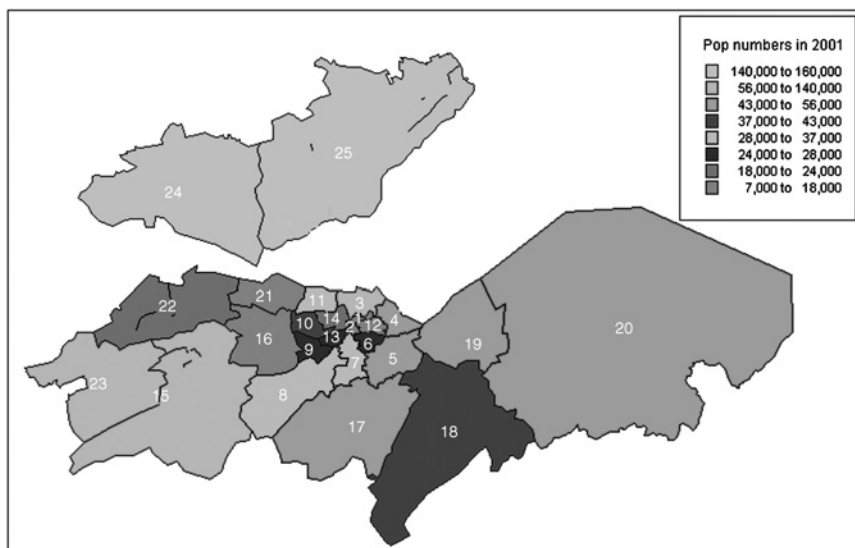 Pop numbers in 2001
140,000 to 160,000
56,000 to 140,000
43,000 to 56,000
37,000 to 43,000
28,000 to 37,000
24,000 to 28,000
18,000 to 24,000
7,000 to 18,000
25
24
22
21
11
3
10
14
1
2
12
4
20
16
13
9
6
19
7
5
23
15
8
17
18